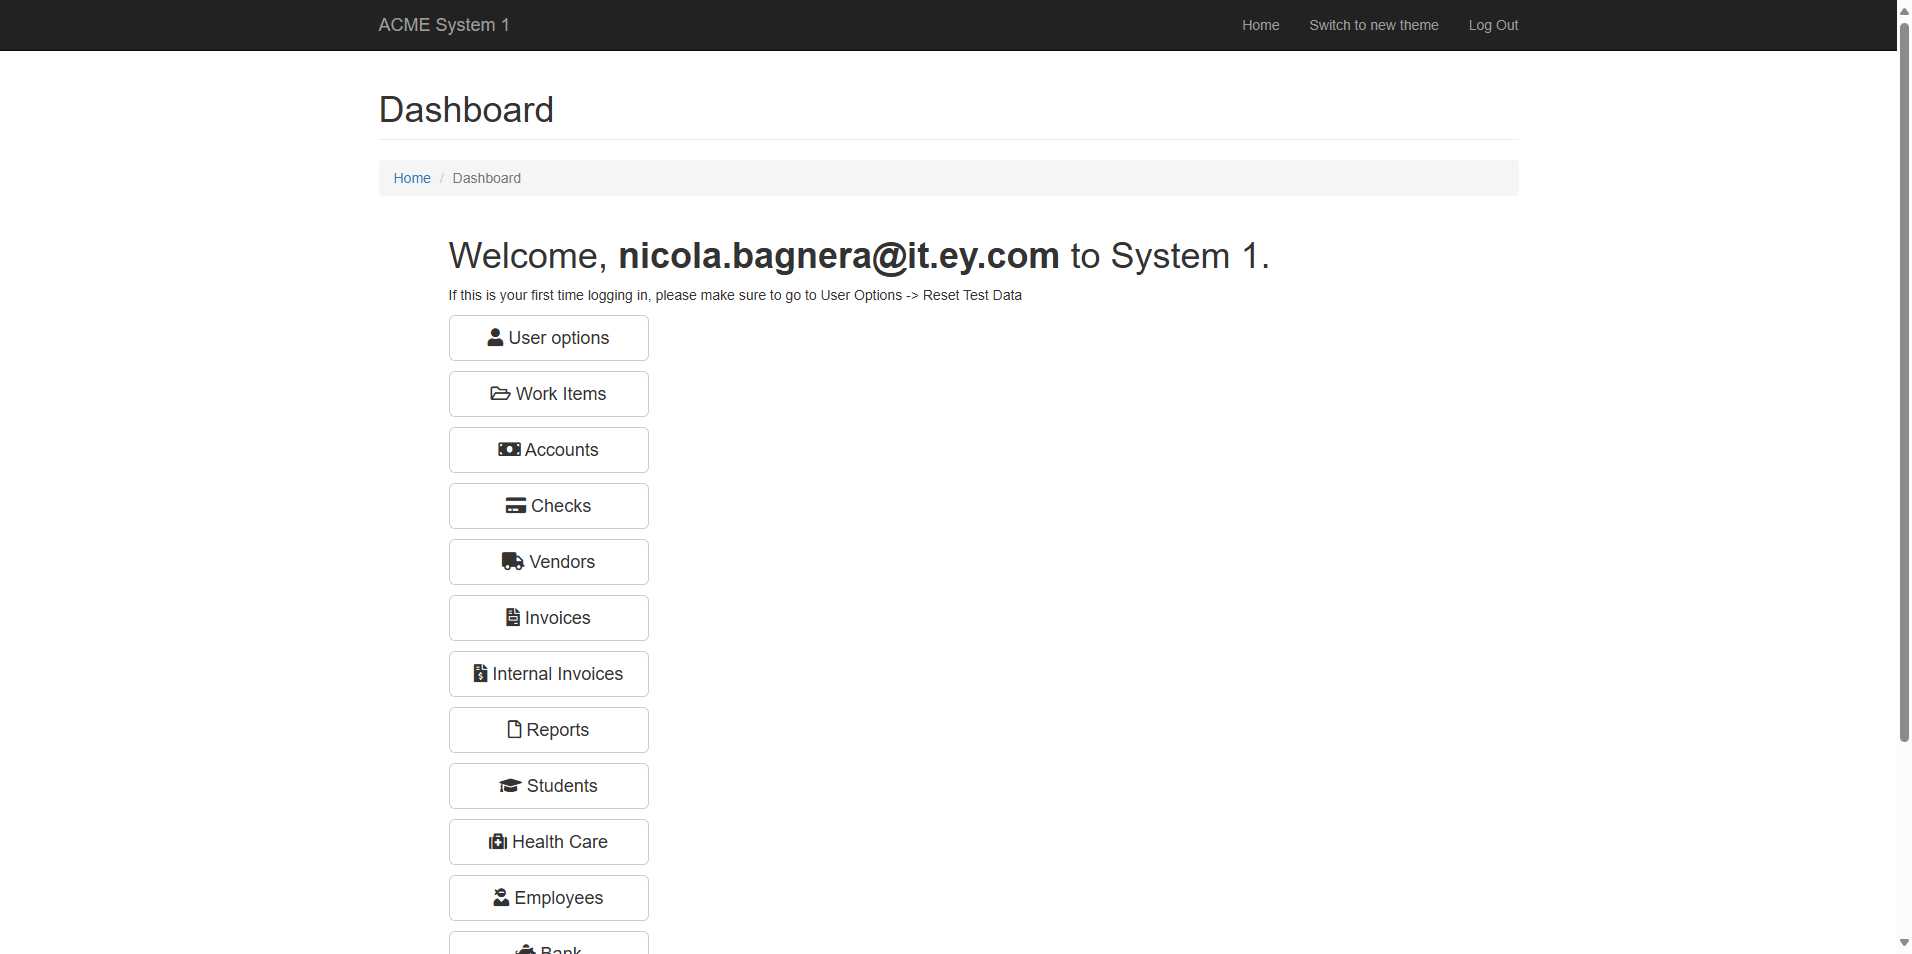 ACME System 1
Home
Switch to new theme
Log Out
Dashboard
Home / Dashboard
Welcome, nicola.bagnera@it.ey.com to System 1.
If this is your first time logging in, please make sure to go to User Options -> Reset Test Data
User options
Work Items
Accounts
Checks
Vendors
Invoices
Internal Invoices
Reports
Students
Health Care
Employees
Bank